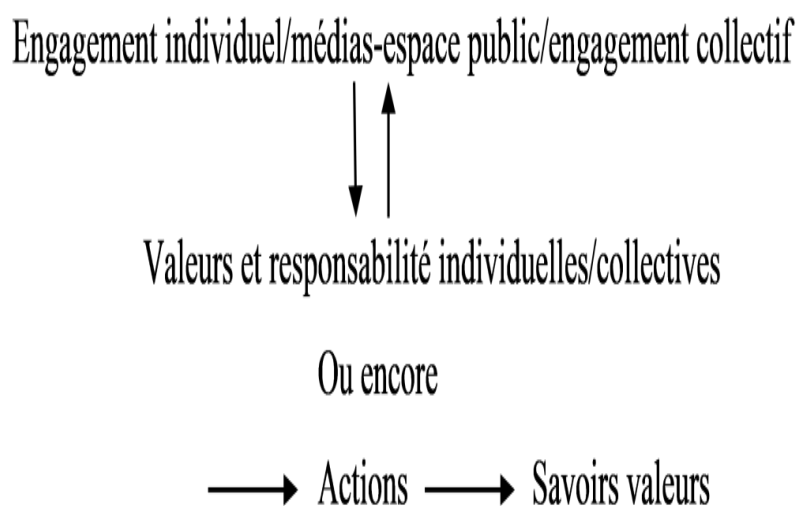 Engagement individuel/médias-espace public/engagement collectif
Valeurs et responsabilité individuelles/collectives
Ou encore
Actions Savoirs valeurs